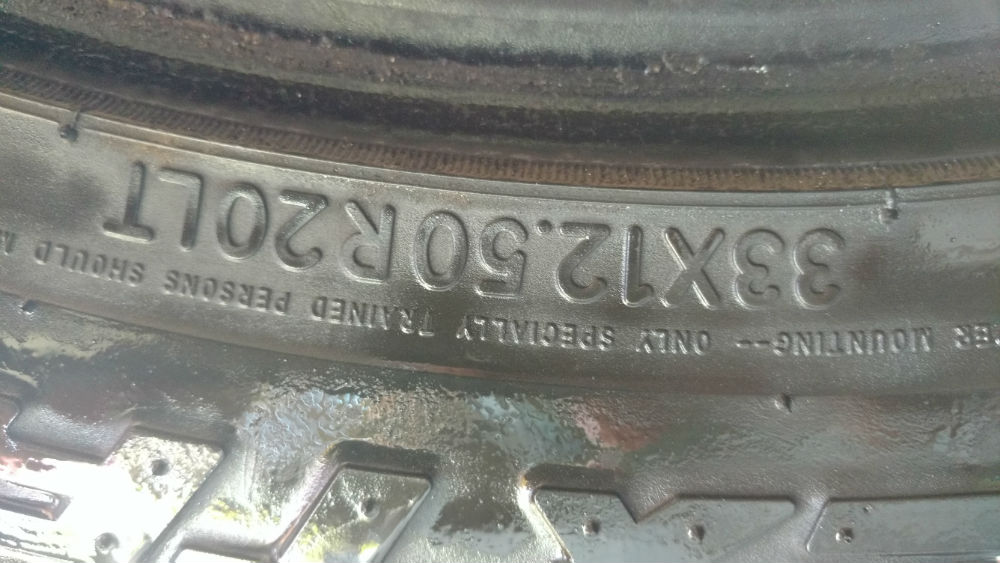 33X12.50R20LT
MOUNTING-- ONLY SPECIALLY TRAINED PERSONS SHOULD